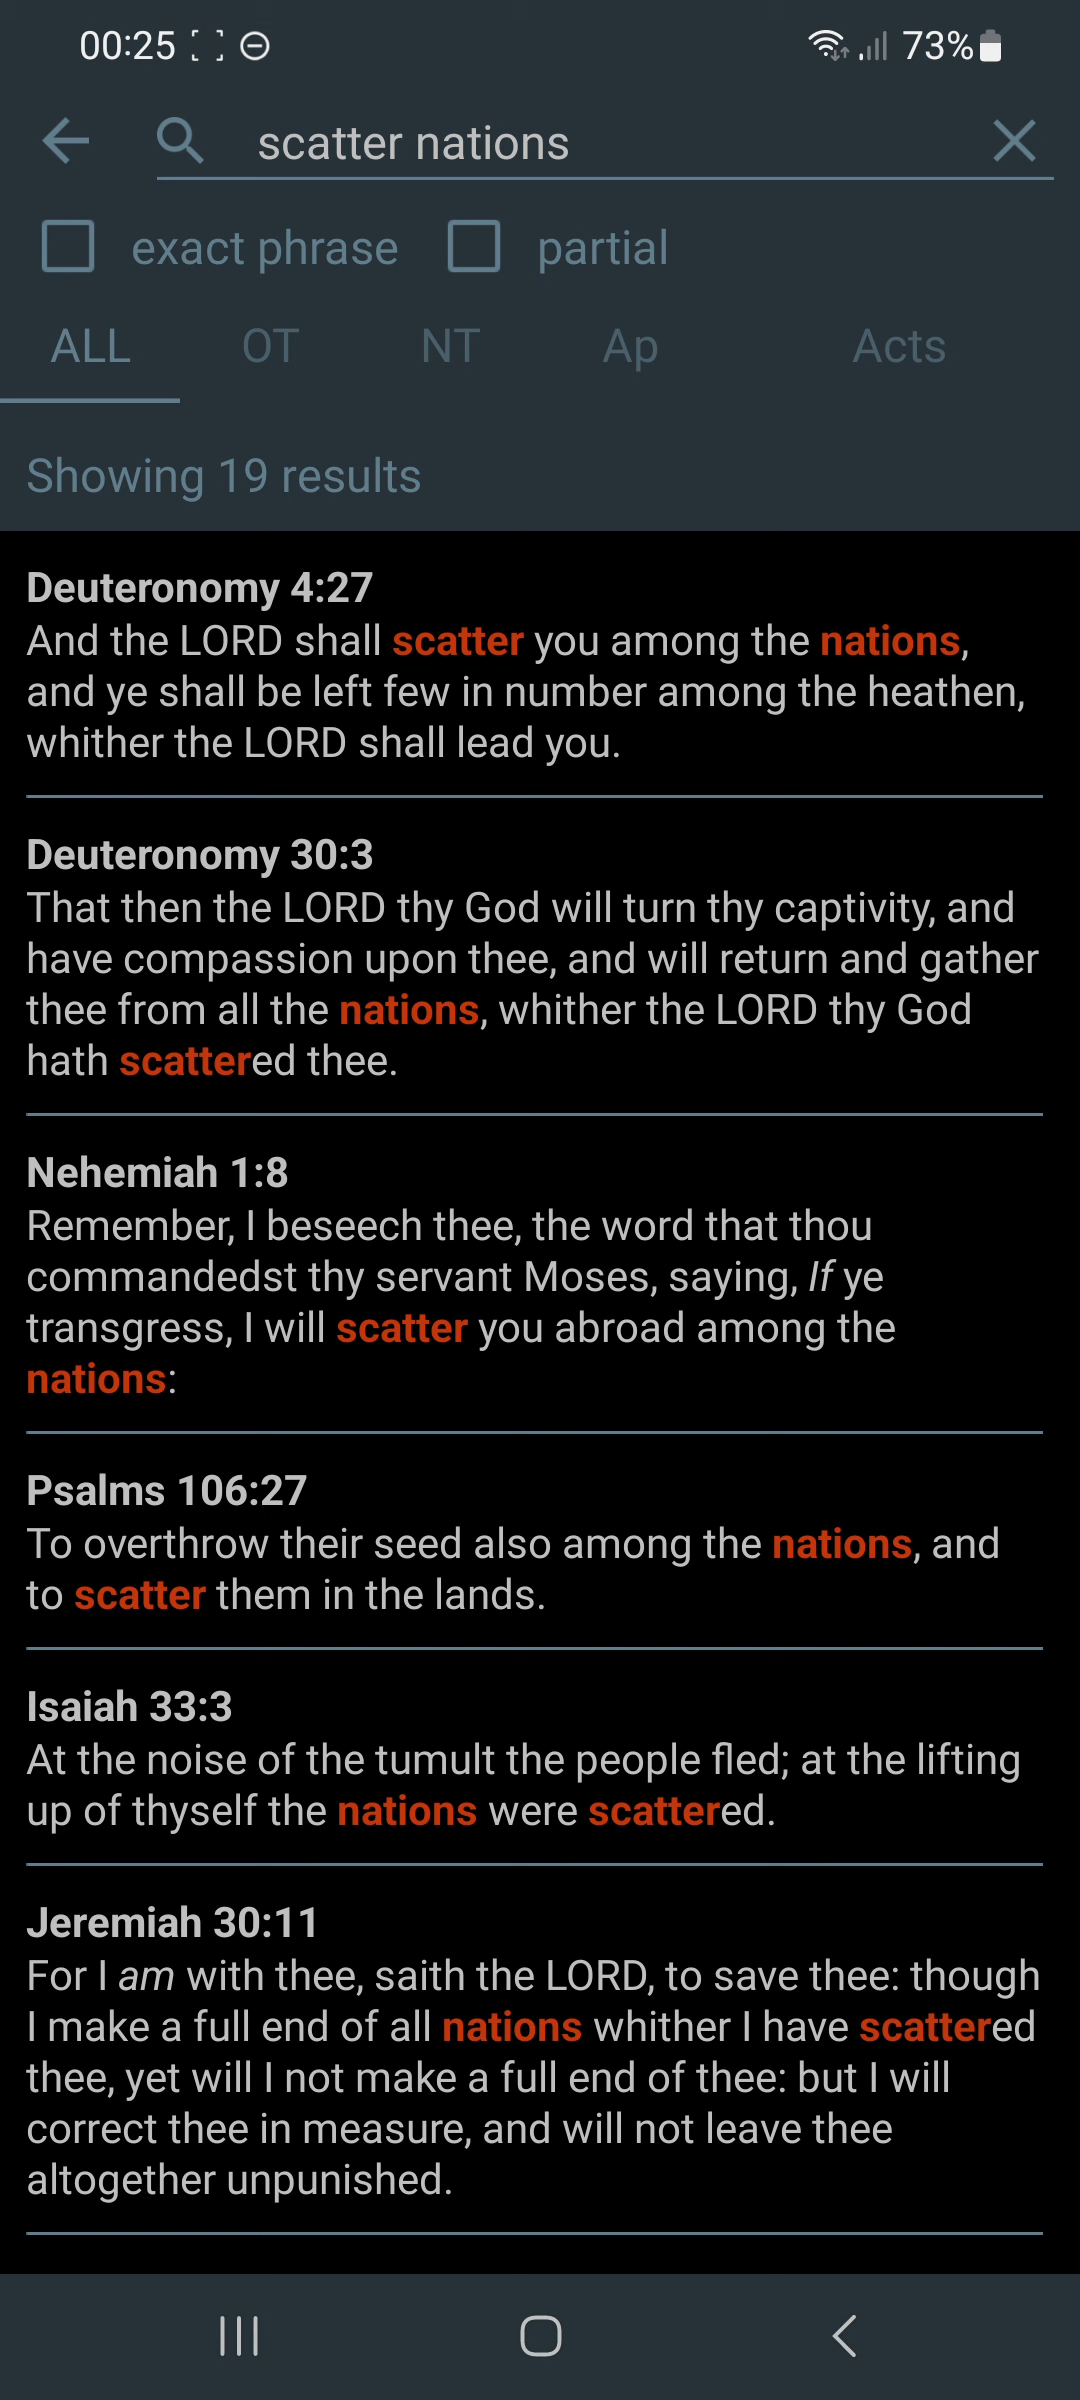 00:25 73%
scatter nations
exact phrase partial
ALL OT NT Ap Acts
Showing 19 results
Deuteronomy 4:27
And the LORD shall scatter you among the nations,
and ye shall be left few in number among the heathen,
whither the LORD shall lead you.
Deuteronomy 30:3
That then the LORD thy God will turn thy captivity, and
have compassion upon thee, and will return and gather
thee from all the nations, whither the LORD thy God
hath scattered thee.
Nehemiah 1:8
Remember, I beseech thee, the word that thou
commandedst thy servant Moses, saying, If ye
transgress, I will scatter you abroad among the
nations:
Psalms 106:27
To overthrow their seed also among the nations, and
to scatter them in the lands.
Isaiah 33:3
At the noise of the tumult the people fled; at the lifting
up of thyself the nations were scattered.
Jeremiah 30:11
For I am with thee, saith the LORD, to save thee: though
I make a full end of all nations whither I have scattered
thee, yet will I not make a full end of thee: but I will
correct thee in measure, and will not leave thee
altogether unpunished.